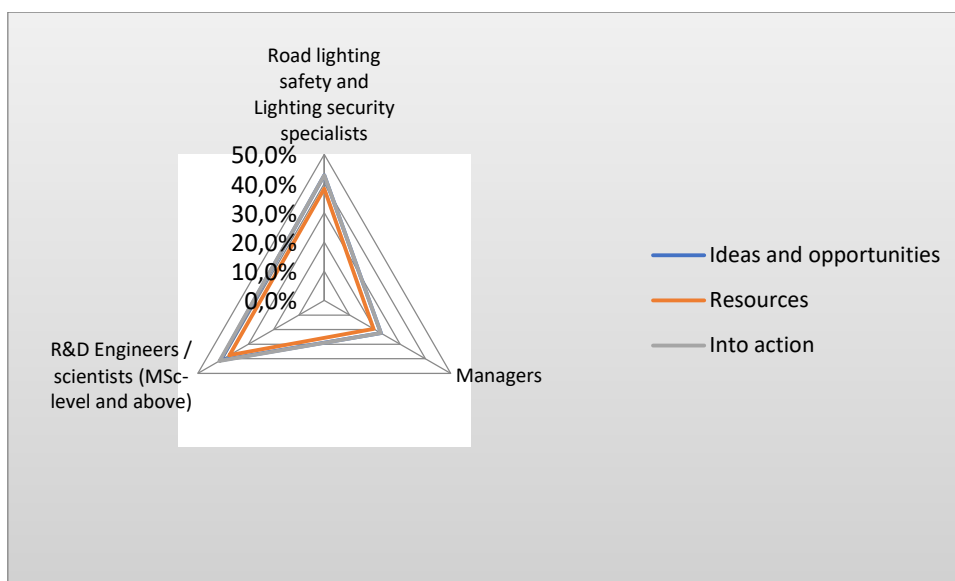 Road lighting
safety and
Lighting security
specialists
50,0%
40,0%
30,0%
20,0%
10,0%
0,0%
R&D Engineers /
scientists (MSc-
level and above)
Managers
Ideas and opportunities
Resources
Into action